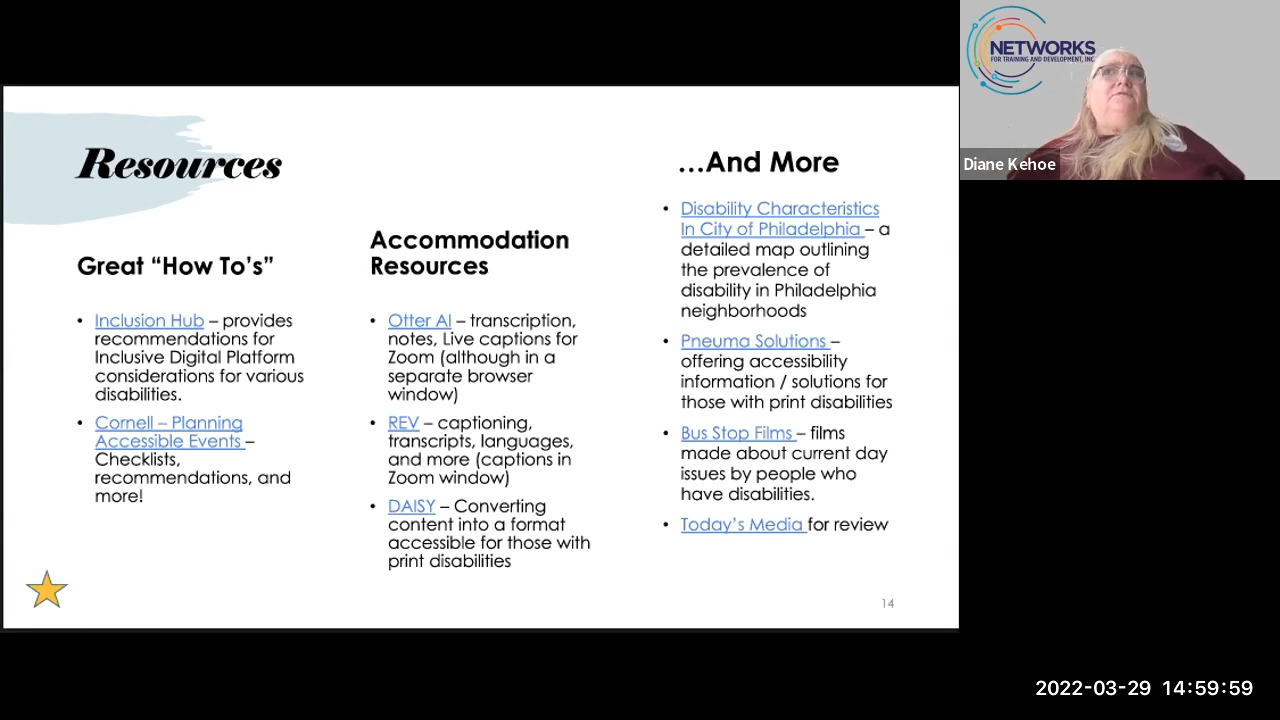 Resources
Great “How To’s”
• Inclusion Hub – provides
recommendations for
Inclusive Digital Platform
considerations for various
disabilities.
• Cornell – Planning
Accessible Events –
Checklists,
recommendations, and
more!
Accommodation
Resources
• Otter AI – transcription,
notes, Live captions for
Zoom (although in a
separate browser
window)
• REV – captioning,
transcripts, languages,
and more (captions in
Zoom window)
• DAISY – Converting
content into a format
accessible for those with
print disabilities
…And More
• Disability Characteristics
In City of Philadelphia – a
detailed map outlining
the prevalence of
disability in Philadelphia
neighborhoods
• Pneuma Solutions –
offering accessibility
information / solutions for
those with print disabilities
• Bus Stop Films – films
made about current day
issues by people who
have disabilities.
• Today’s Media for review
14
NETWORKS
FOR TRAINING AND DEVELOPMENT, INC
Diane Kehoe
2022-03-29 14:59:59